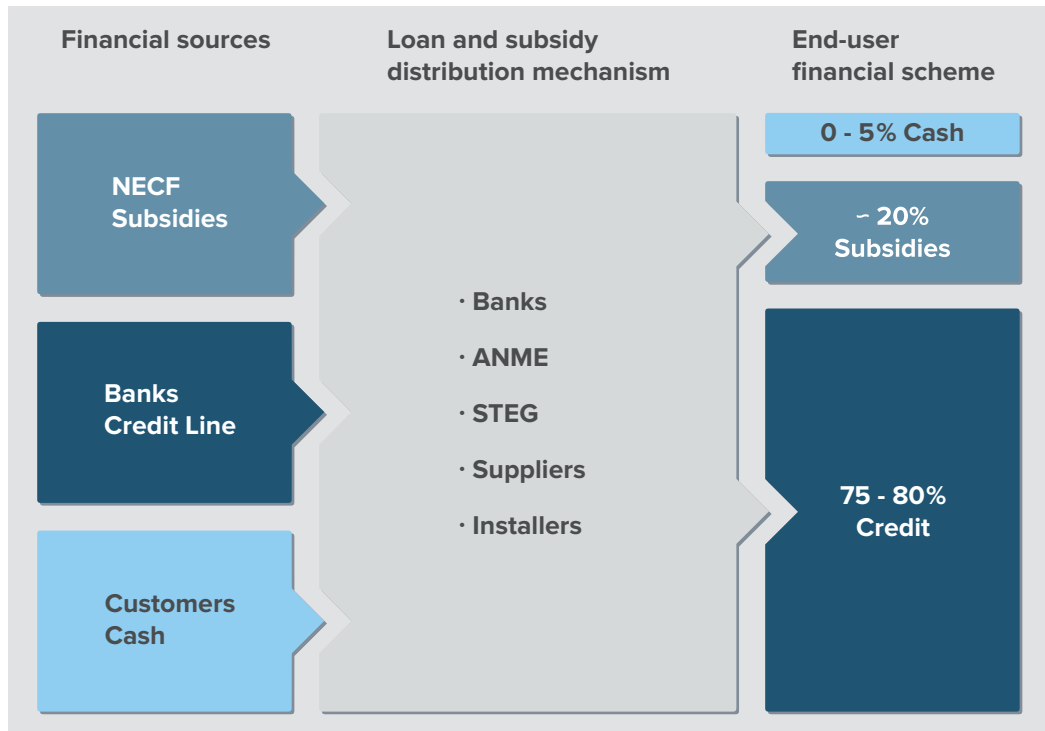 Financial sources
Loan and subsidy
distribution mechanism
End-user
financial scheme
NECF
Subsidies
Banks
Credit Line
Customers
Cash
· Banks
· ANME
· STEG
· Suppliers
· Installers
0 - 5% Cash
~ 20%
Subsidies
75 - 80%
Credit